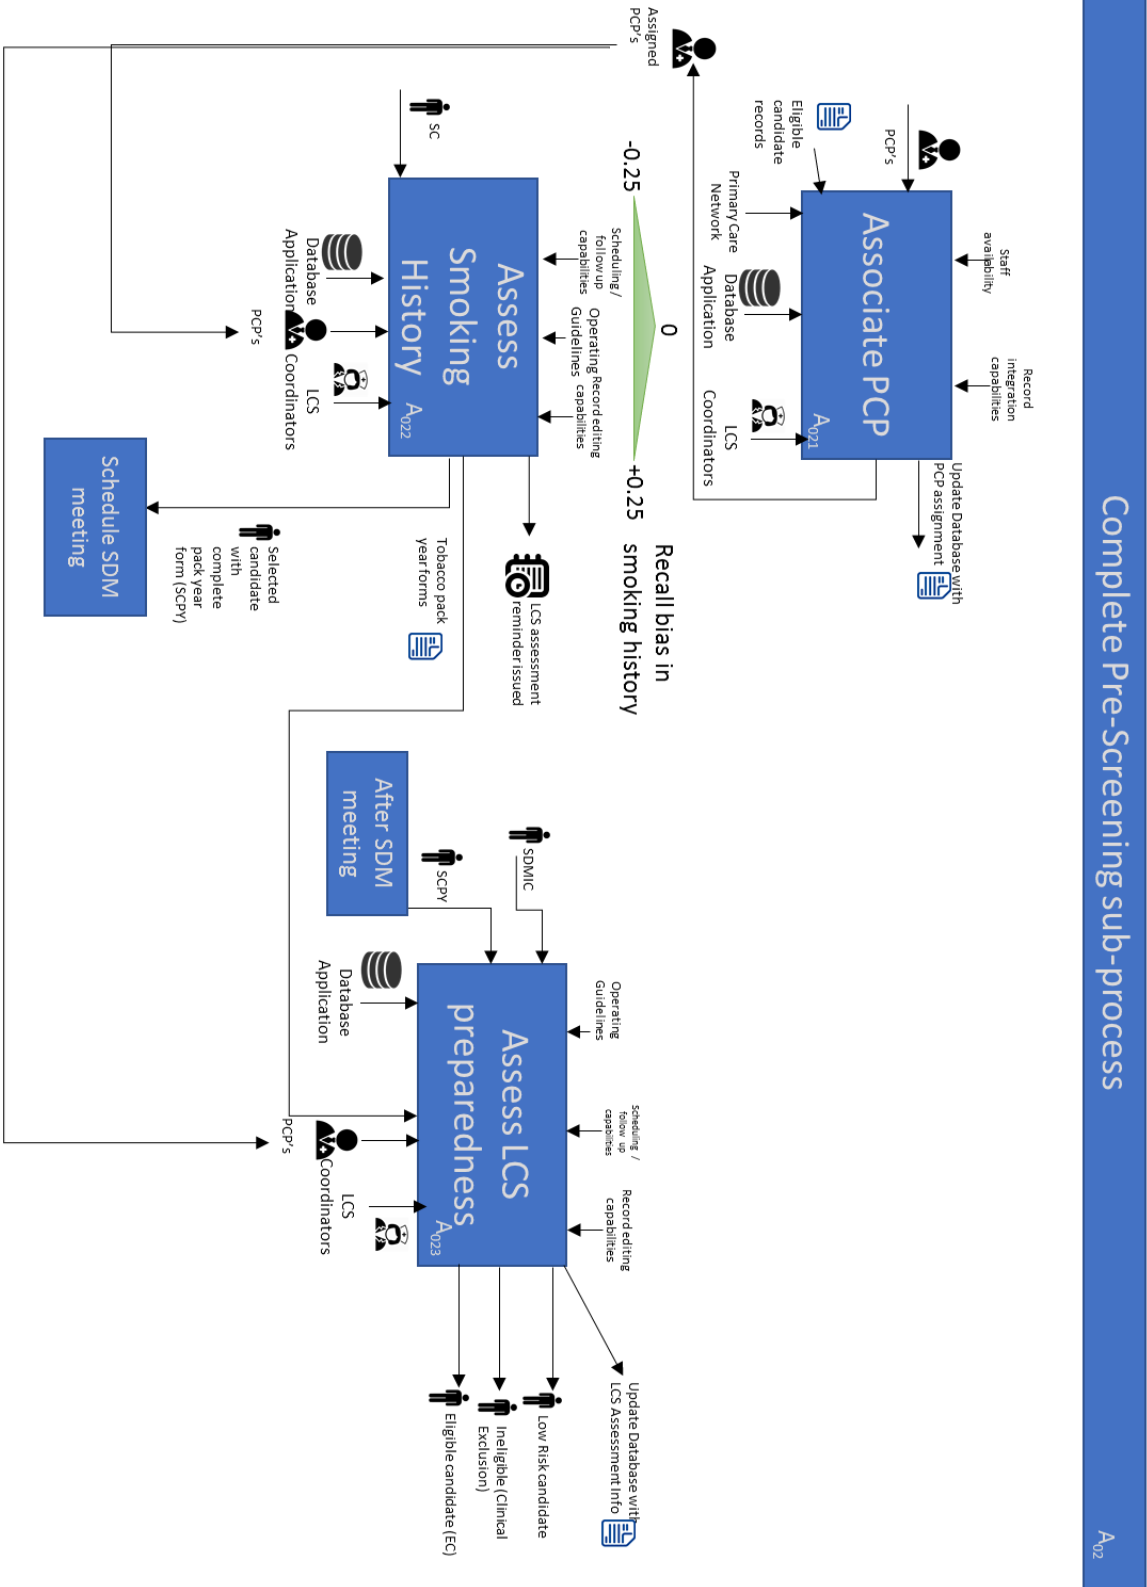 Complete Pre-Screening sub-process
A02
Staff
availability
Record
integration
capabilities
PCP's
Eligible
candidate
records
Associate PCP
A021
Update Database with
PCP assignment
Primary Care
Network
Database
Application
LCS
Coordinators
Assigned
PCP's
-0.25
0
+0.25
Recall bias in
smoking history
Scheduling /
follow up
capabilities
Operating
Guidelines
Record editing
capabilities
SC
Assess
Smoking
History
A022
LCS assessment
reminder issued
Tobacco pack
year forms
Database
Application
PCP's
LCS
Coordinators
Selected
candidate
with
complete
pack year
form (SCPY)
Schedule SDM
meeting
After SDM
meeting
SDMIC
SCPY
Operating
Guidelines
Scheduling /
follow up
capabilities
Record editing
capabilities
Assess LCS
preparedness
A023
Database
Application
PCP's
LCS
Coordinators
Update Database with
LCS Assessment Info
Low Risk candidate
Ineligible (Clinical
Exclusion)
Eligible candidate (EC)